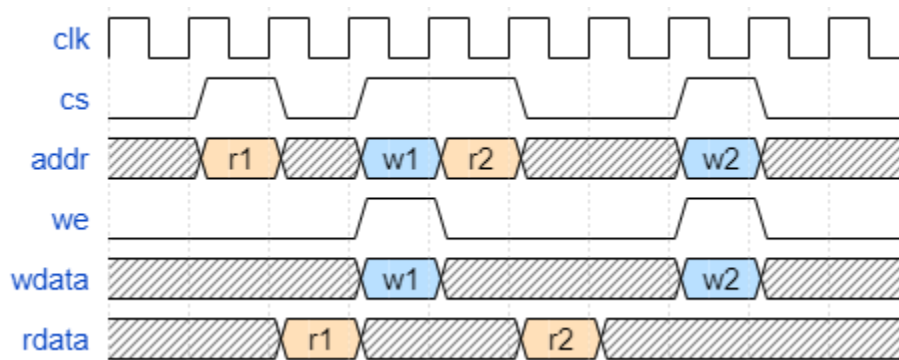 clk
cs
addr r1 w1 r2 w2
we
wdata w1 w2
rdata r1 r2